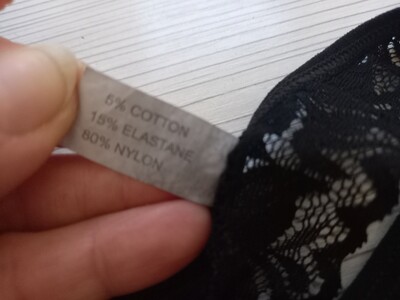 5% COTTON
15% ELASTANE
80% NYLON